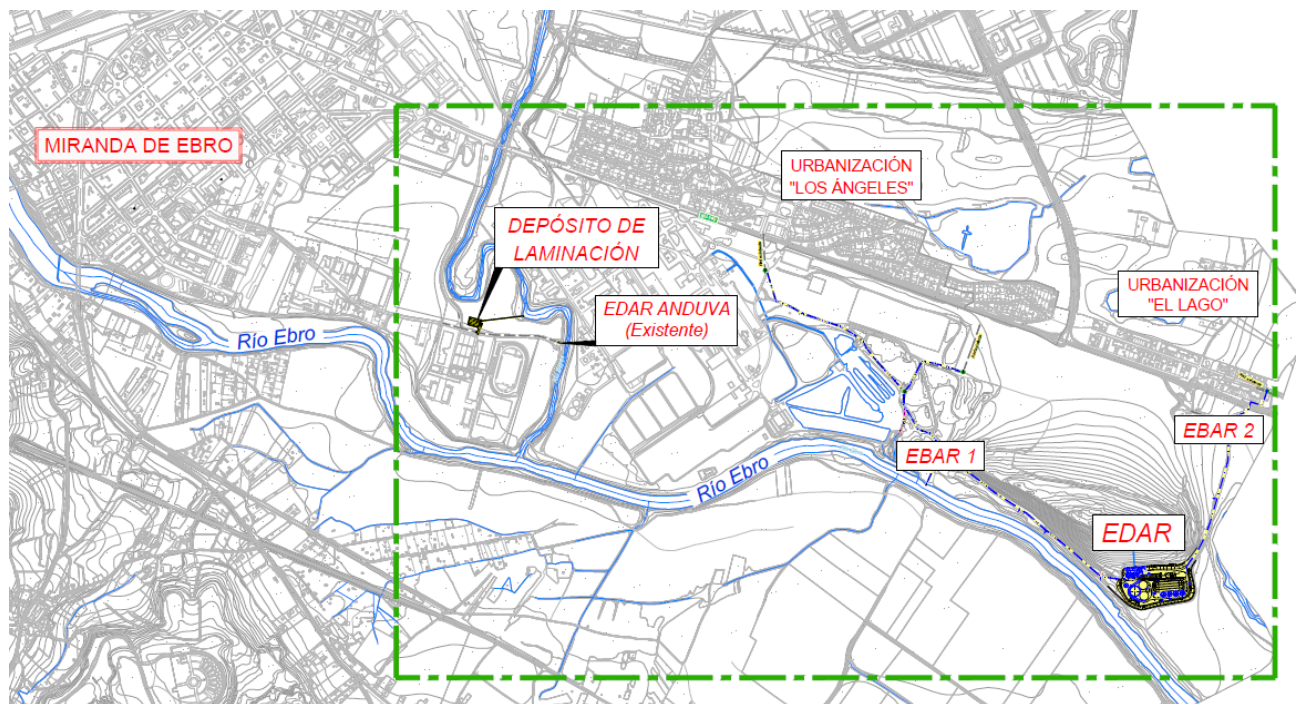 MIRANDA DE EBRO
URBANIZACIÓN
"LOS ÁNGELES"
DEPÓSITO DE
LAMINACIÓN
URBANIZACIÓN
"EL LAGO"
EDAR ANDUVA
(Existente)
Río Ebro
EBAR 2
EBAR 1
Río Ebro
EDAR